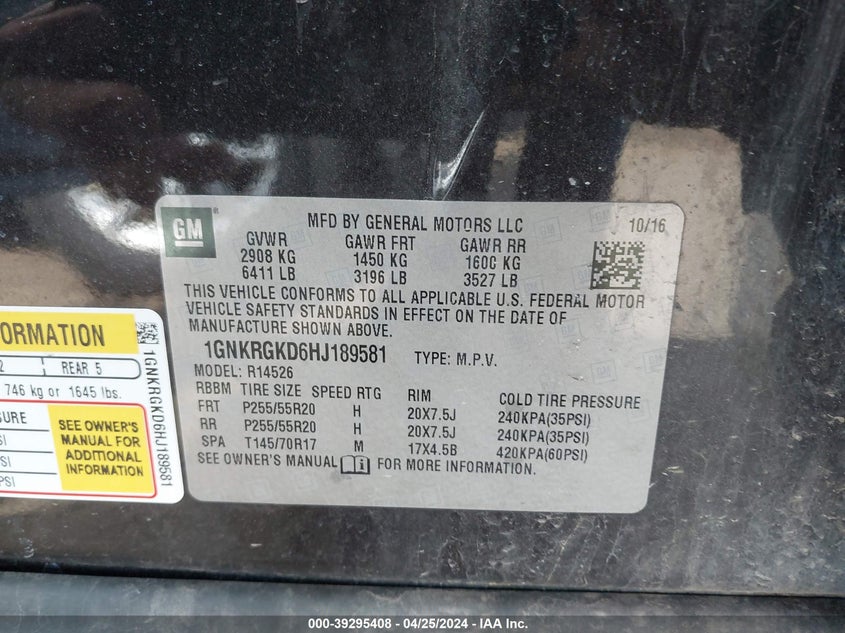 GM
MFD BY GENERAL MOTORS LLC
10/16
GVWR GAWR FRT GAWR RR
2908 KG 1450 KG 1600 KG
6411 LB 3196 LB 3527 LB
THIS VEHICLE CONFORMS TO ALL APPLICABLE U.S. FEDERAL MOTOR
VEHICLE SAFETY STANDARDS IN EFFECT ON THE DATE OF
MANUFACTURE SHOWN ABOVE.
1GNKRGKD6HJ189581 TYPE: M.P.V.
MODEL: R14526
RBBM TIRE SIZE SPEED RTG RIM COLD TIRE PRESSURE
FRT P255/55R20 H 20X7.5J 240KPA(35PSI)
RR P255/55R20 H 20X7.5J 240KPA(35PSI)
SPA T145/70R17 M 17X4.5B 420KPA(60PSI)
SEE OWNER'S MANUAL i FOR MORE INFORMATION.
2 REAR 5
746 kg or 1645 lbs.
SEE OWNER'S
MANUAL FOR
ADDITIONAL
INFORMATION
1GNKRGKD6HJ189581
000-39295408 - 04/25/2024 - IAA Inc.